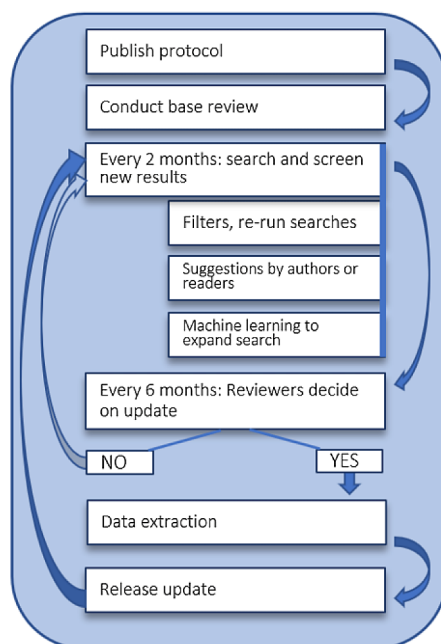 Publish protocol
Conduct base review
Every 2 months: search and screen
new results
Filters, re-run searches
Suggestions by authors or
readers
Machine learning to
expand search
Every 6 months: Reviewers decide
on update
NO
YES
Data extraction
Release update